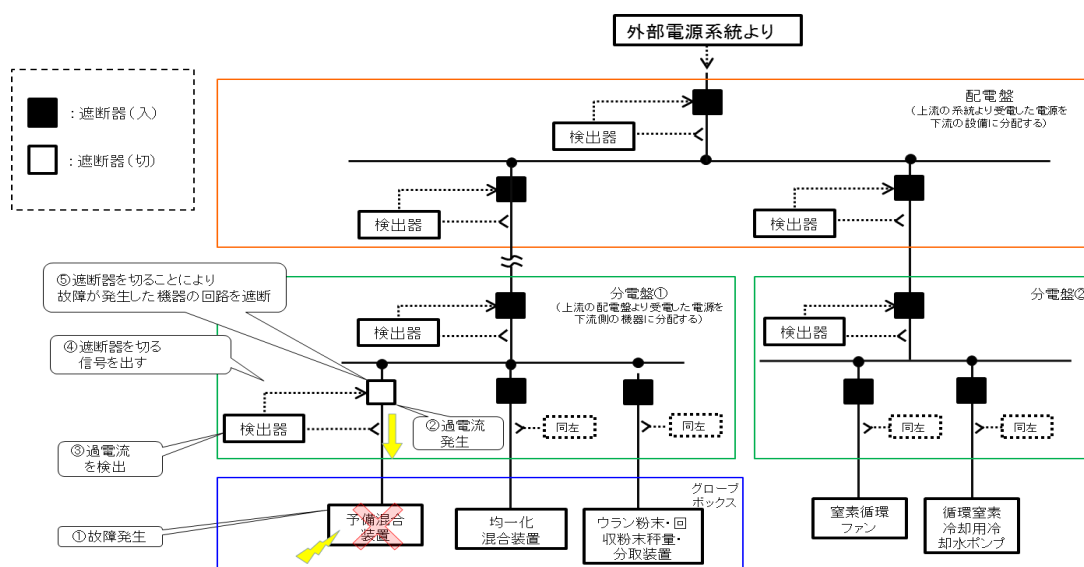 外部電源系統より
：遮断器（入）
：遮断器（切）
配電盤
（上流の系統より受電した電源を
下流の設備に分配する）
検出器
検出器
検出器
⑤遮断器を切ることにより
故障が発生した機器の回路を遮断
分電盤①
（上流の配電盤より受電した電源を
下流側の機器に分配する）
分電盤②
検出器
検出器
④遮断器を切る
信号を出す
②過電流
発生
検出器
同左
同左
同左
同左
③過電流
を検出
グローブ
ボックス
①故障発生
予備混合
装置
均一化
混合装置
ウラン粉末・回
収粉末秤量・
分取装置
窒素循環
ファン
循環窒素
冷却用冷
却水ポンプ